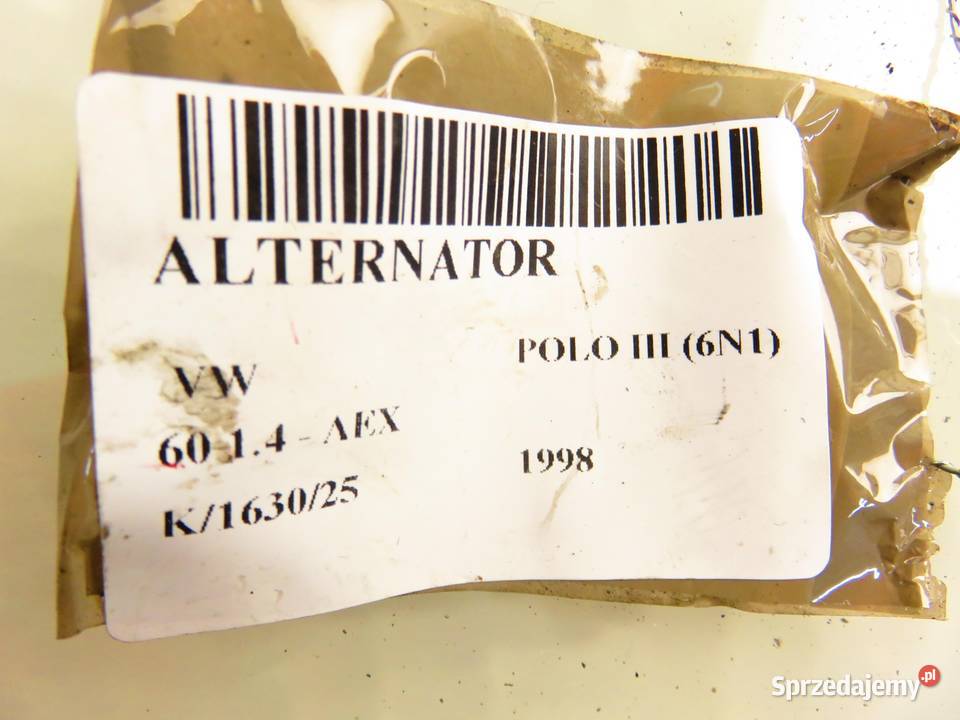 ALTERNATOR
VW POLO III (6N1)
60 1.4 - AEX 1998
K/1630/25
Sprzedajemy.pl